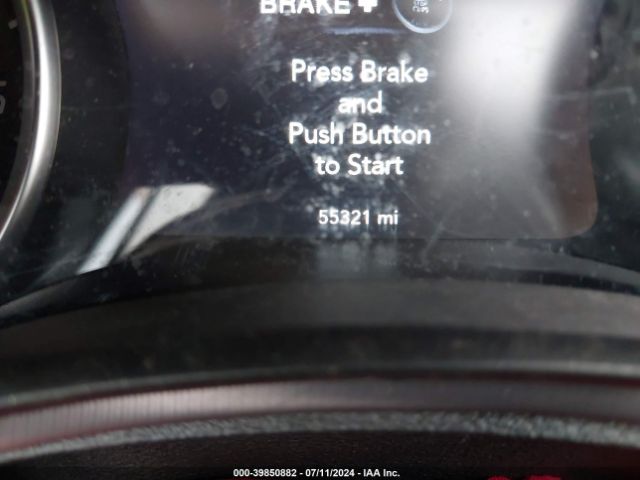 BRAKE +
Press Brake
and
Push Button
to Start
55321 mi
000-39850882 - 07/11/2024 - IAA Inc.